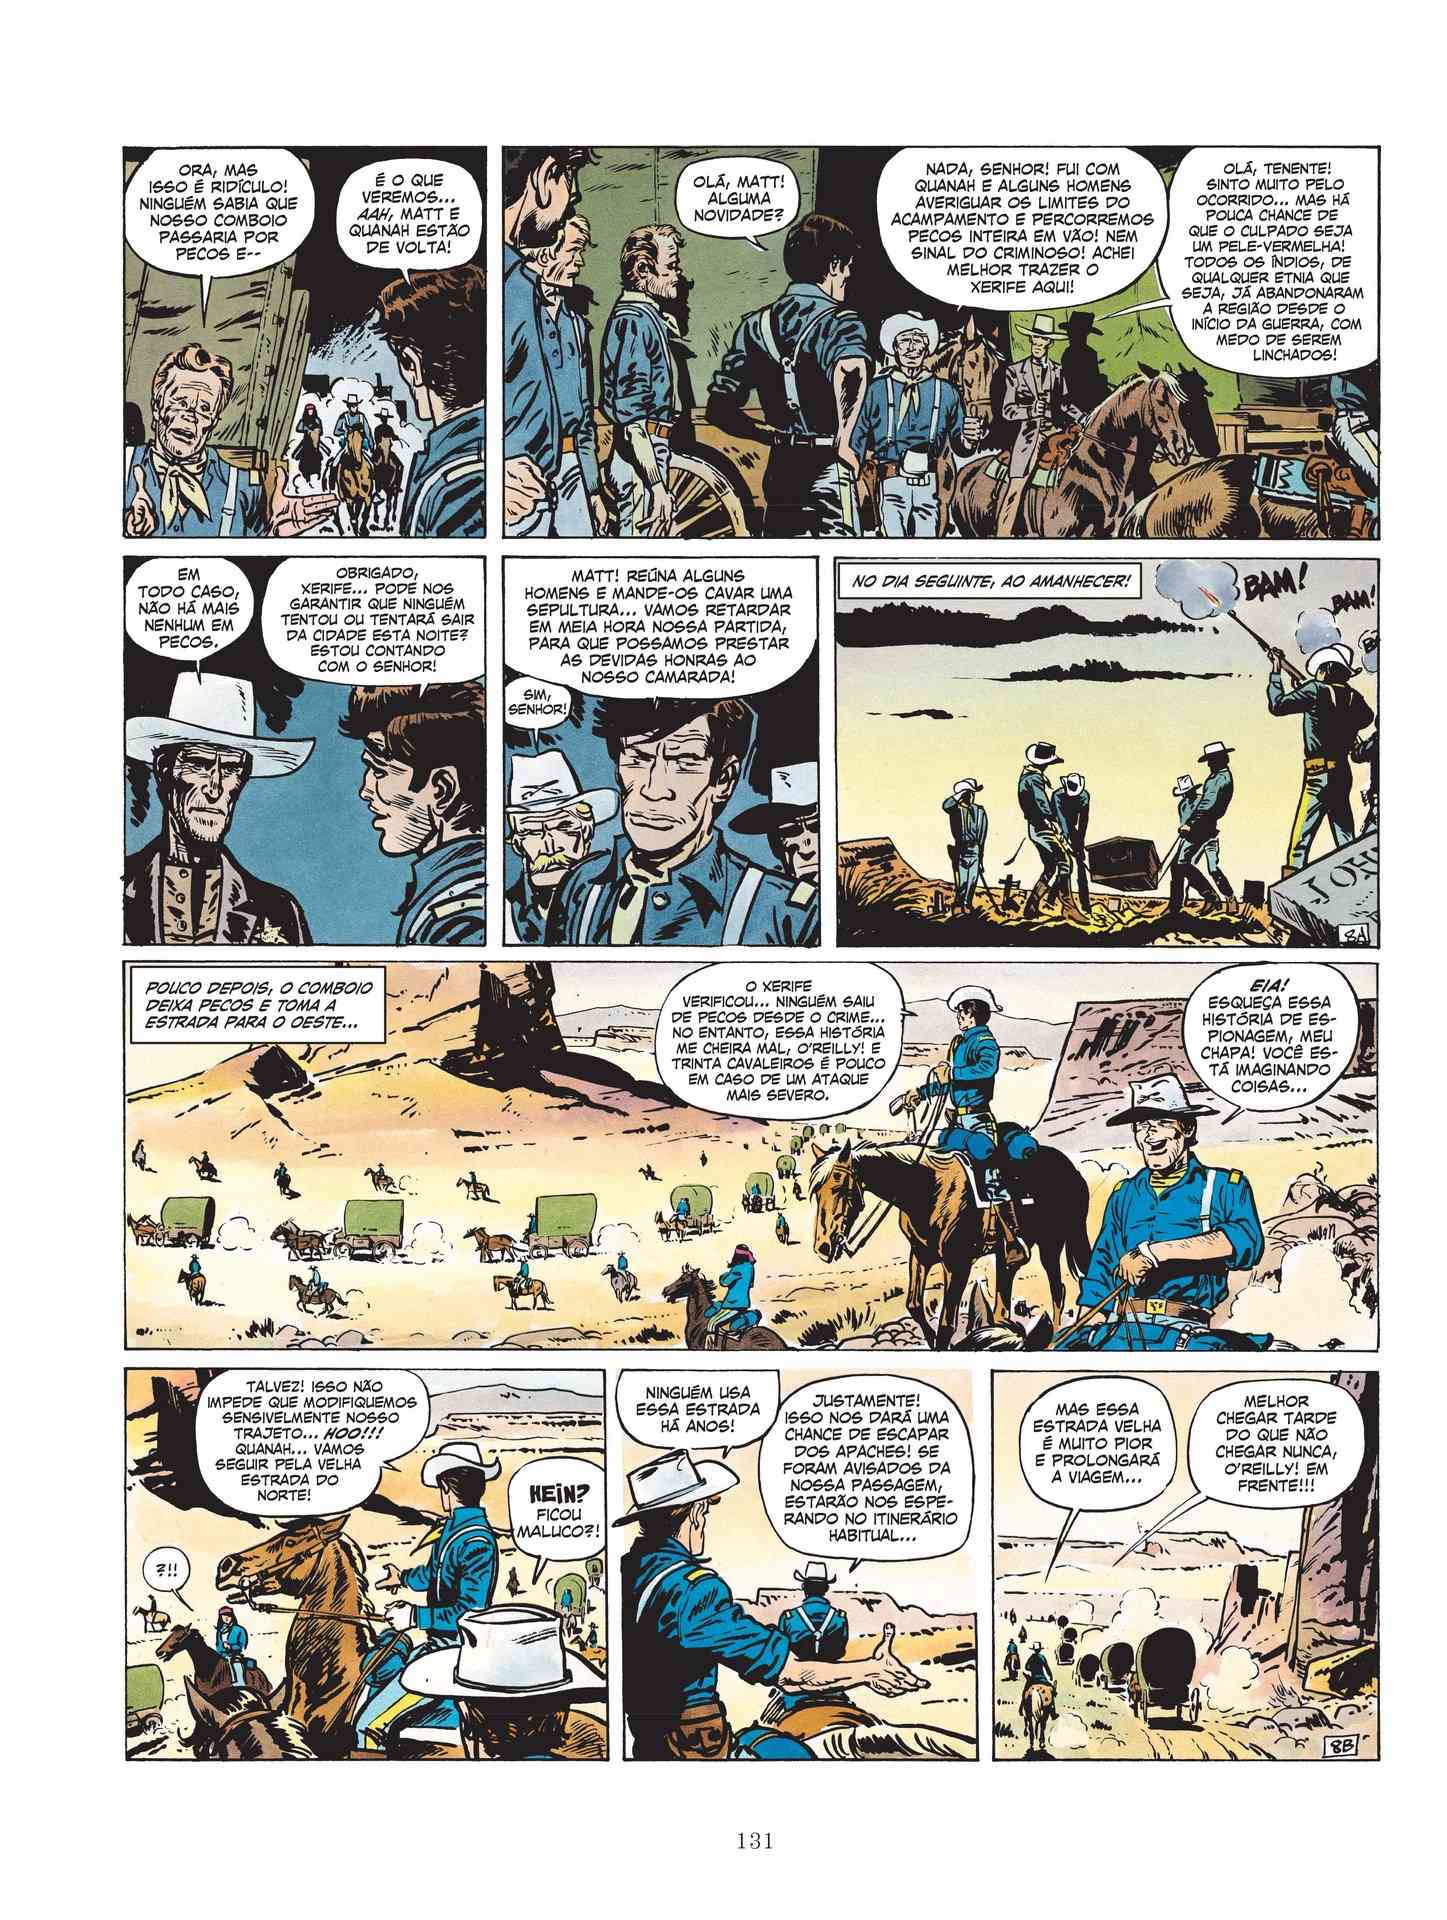 ORA, MAS
ISSO É RIDÍCULO!
NINGUÉM SABIA QUE
NOSSO COMBOIO
PASSARIA POR
PECOS E--
É O QUE
VEREMOS...
AAH, MATT E
QUANAH ESTÃO
DE VOLTA!
OLÁ, MATT!
ALGUMA
NOVIDADE?
NADA, SENHOR! FUI COM
QUANAH E ALGUNS HOMENS
AVERIGUAR OS LIMITES DO
ACAMPAMENTO E PERCORREMOS
PECOS INTEIRA EM VÃO! NEM
SINAL DO CRIMINOSO! ACHEI
MELHOR TRAZER O
XERIFE AQUI!
OLÁ, TENENTE!
SINTO MUITO PELO
OCORRIDO... MAS HÁ
POUCA CHANCE DE
QUE O CULPADO SEJA
UM PELE-VERMELHA!
TODOS OS ÍNDIOS, DE
QUALQUER ETNIA QUE
SEJA, JÁ ABANDONARAM
A REGIÃO DESDE O
INÍCIO DA GUERRA, COM
MEDO DE SEREM
LINCHADOS!
EM
TODO CASO,
NÃO HÁ MAIS
NENHUM EM
PECOS.
OBRIGADO,
XERIFE... PODE NOS
GARANTIR QUE NINGUÉM
TENTOU OU TENTARÁ SAIR
DA CIDADE ESTA NOITE?
ESTOU CONTANDO
COM O SENHOR!
MATT! REÚNA ALGUNS
HOMENS E MANDE-OS CAVAR UMA
SEPULTURA... VAMOS RETARDAR
EM MEIA HORA NOSSA PARTIDA,
PARA QUE POSSAMOS PRESTAR
AS DEVIDAS HONRAS AO
NOSSO CAMARADA!
SIM,
SENHOR!
NO DIA SEGUINTE, AO AMANHECER!
BAM!
BAM!
JOH
8A
POUCO DEPOIS, O COMBOIO
DEIXA PECOS E TOMA A
ESTRADA PARA O OESTE...
O XERIFE
VERIFICOU... NINGUÉM SAIU
DE PECOS DESDE O CRIME...
NO ENTANTO, ESSA HISTÓRIA
ME CHEIRA MAL, O'REILLY! E
TRINTA CAVALEIROS É POUCO
EM CASO DE UM ATAQUE
MAIS SEVERO.
EIA!
ESQUEÇA ESSA
HISTÓRIA DE ES-
PIONAGEM, MEU
CHAPA! VOCÊ ES-
TÁ IMAGINANDO
COISAS...
TALVEZ! ISSO NÃO
IMPEDE QUE MODIFIQUEMOS
SENSIVELMENTE NOSSO
TRAJETO... HOO!!!
QUANAH... VAMOS
SEGUIR PELA VELHA
ESTRADA DO
NORTE!
?!!
HEIN?
FICOU
MALUCO?!
NINGUÉM USA
ESSA ESTRADA
HÁ ANOS!
JUSTAMENTE!
ISSO NOS DARÁ UMA
CHANCE DE ESCAPAR
DOS APACHES! SE
FORAM AVISADOS DA
NOSSA PASSAGEM,
ESTARÃO NOS ESPE-
RANDO NO ITINERÁRIO
HABITUAL...
MAS ESSA
ESTRADA VELHA
É MUITO PIOR
E PROLONGARÁ
A VIAGEM...
MELHOR
CHEGAR TARDE
DO QUE NÃO
CHEGAR NUNCA,
O'REILLY! EM
FRENTE!!!
8B
131